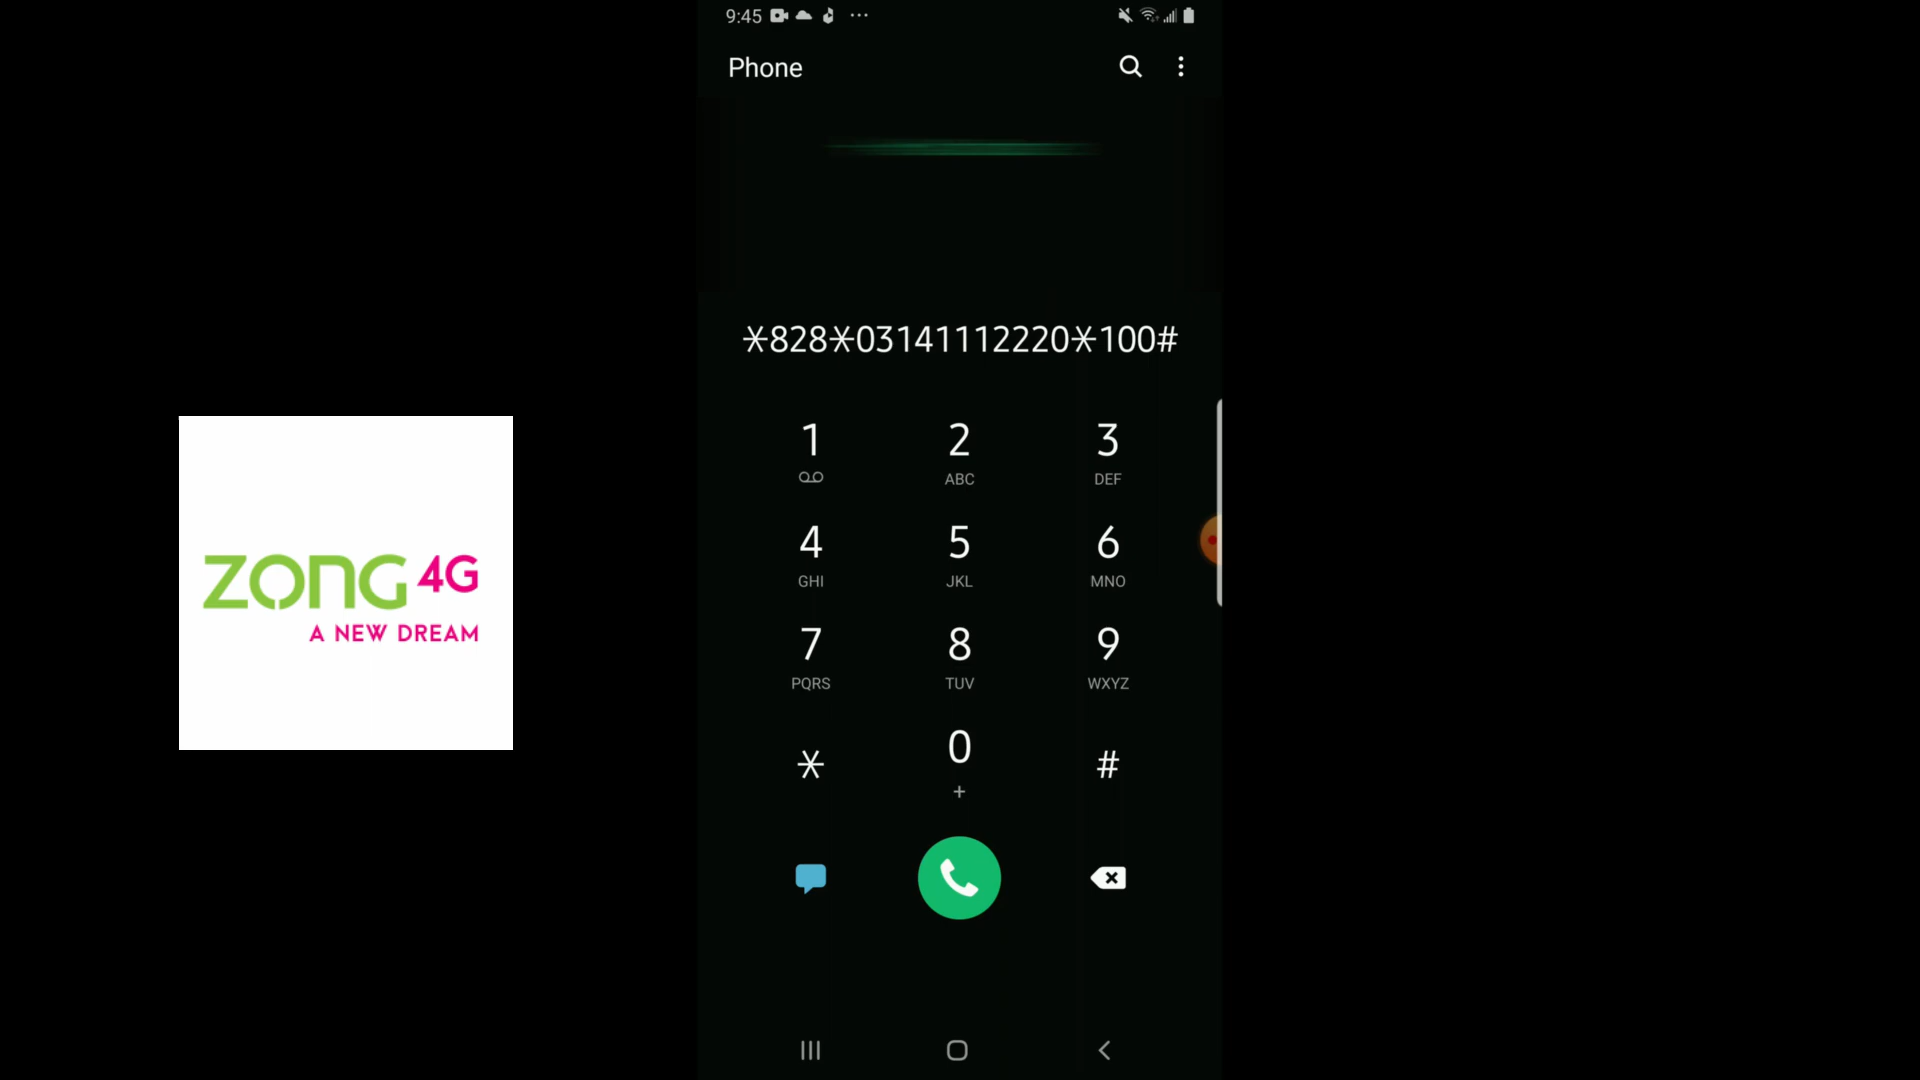 9:45
Phone
*828*03141112220*100#
1 2 3
ABC DEF
4 5 6
GHI JKL MNO
7 8 9
PQRS TUV WXYZ
* 0 #
+
zong 4G
A NEW DREAM